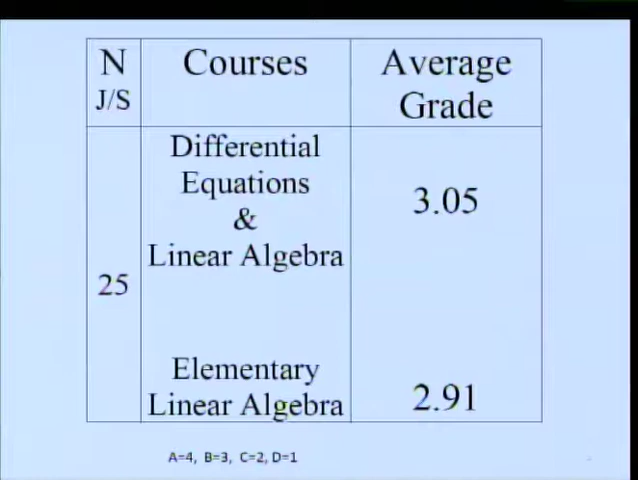 N
J/S
Courses
Average
Grade
25
Differential
Equations
&
Linear Algebra
3.05
Elementary
Linear Algebra
2.91
A=4, B=3, C=2, D=1